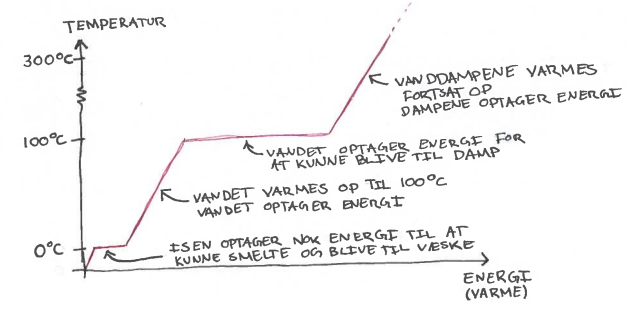 TEMPERATUR
300°C
VANDDAMPENE VARMES
FORTSAT OP
DAMPENE OPTAGER ENERGI
100°C
VANDET OPTAGER ENERGI FOR
AT KUNNE BLIVE TIL DAMP
VANDET VARMES OP TIL 100°C
VANDET OPTAGER ENERGI
0°C
ISEN OPTAGER NOK ENERGI TIL AT
KUNNE SMELTE OG BLIVE TIL VÆSKE
ENERGI
(VARME)